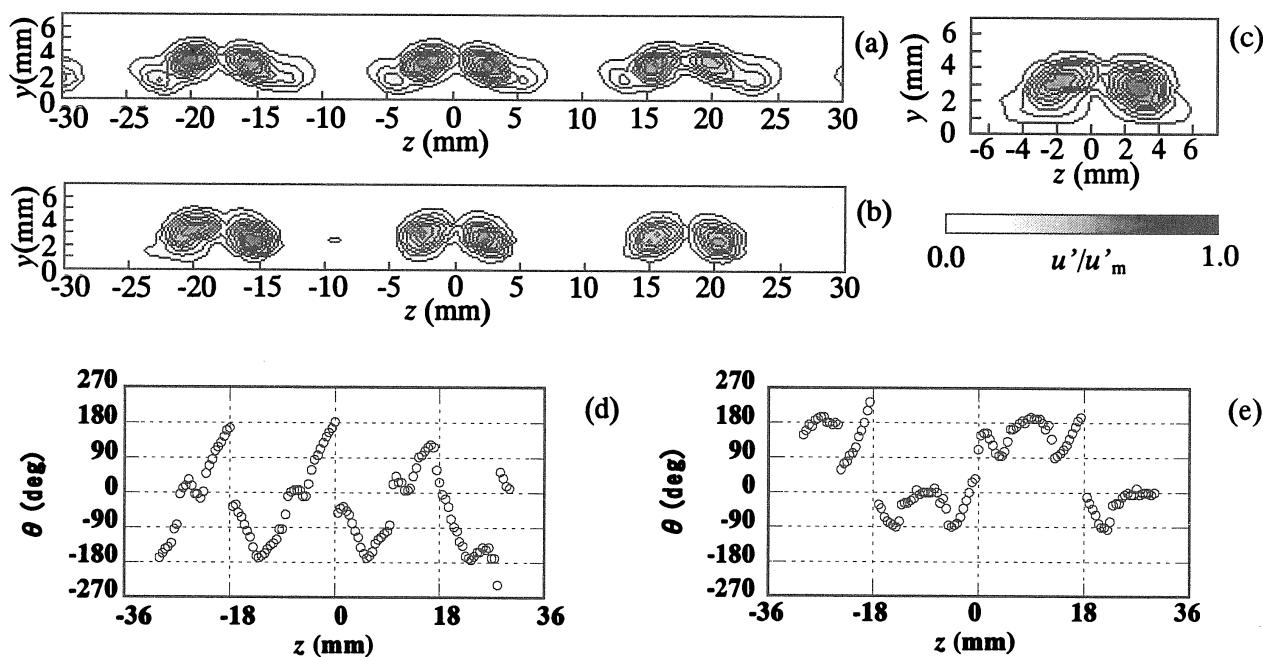 6
4
2
0
y(mm)
-30 -25 -20 -15 -10 -5 0 5 10 15 20 25 30
z (mm)
(a)
6
4
2
0
y (mm)
-6 -4 -2 0 2 4 6
z (mm)
(c)
6
4
2
0
y(mm)
-30 -25 -20 -15 -10 -5 0 5 10 15 20 25 30
z (mm)
(b)
0.0 u'/u'm 1.0
270
180
90
0
-90
-180
-270
θ (deg)
-36 -18 0 18 36
z (mm)
(d)
270
180
90
0
-90
-180
-270
θ (deg)
-36 -18 0 18 36
z (mm)
(e)